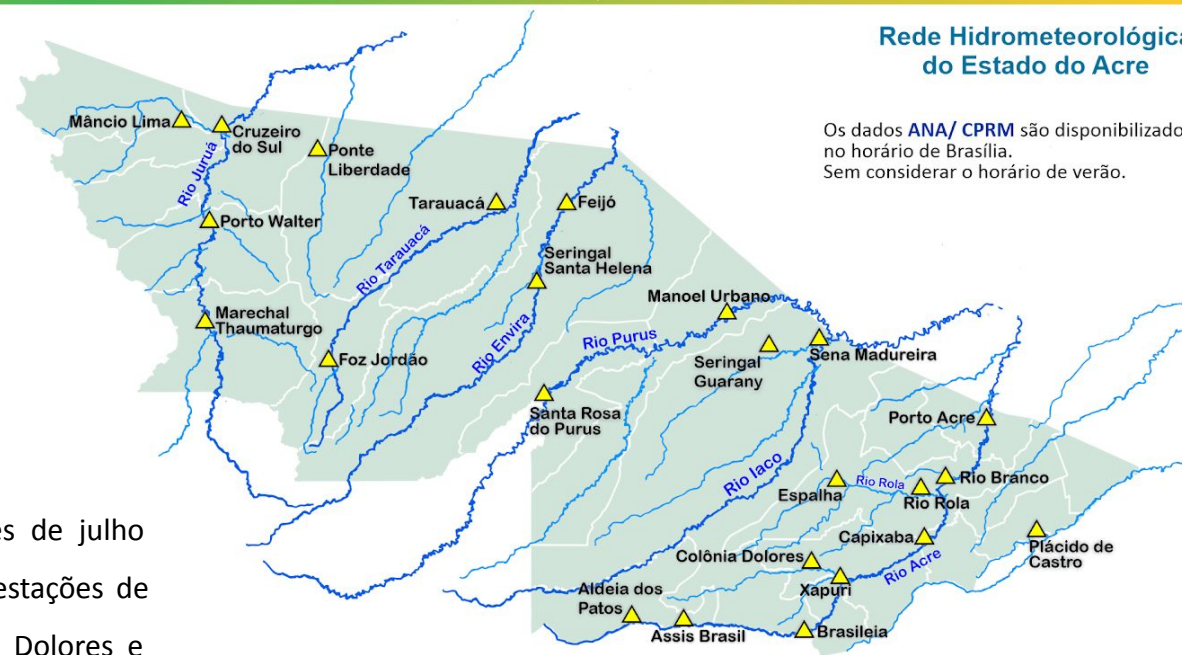 Rede Hidrometeorológica
do Estado do Acre
Os dados ANA/ CPRM são disponibilizado
no horário de Brasília.
Sem considerar o horário de verão.
Mâncio Lima
Cruzeiro
do Sul
Ponte
Liberdade
Rio Juruá
Porto Walter
Tarauacá
Feijó
Rio Tarauacá
Seringal
Santa Helena
Marechal
Thaumaturgo
Foz Jordão
Rio Envira
Manoel Urbano
Rio Purus
Seringal
Guarany
Sena Madureira
Santa Rosa
do Purus
Porto Acre
Rio Iaco
Espalha
Rio Rola
Rio Rola
Rio Branco
Capixaba
Plácido de
Castro
Colônia Dolores
Rio Acre
Xapuri
Aldeia dos
Patos
Assis Brasil
Brasileia
de julho
estações de
Dolores e